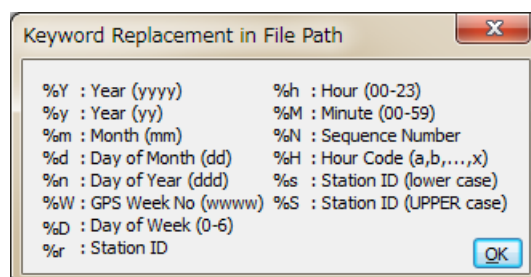 Keyword Replacement in File Path
%Y : Year (yyyy)
%y : Year (yy)
%m : Month (mm)
%d : Day of Month (dd)
%n : Day of Year (ddd)
%W : GPS Week No (wwww)
%D : Day of Week (0-6)
%r : Station ID
%h : Hour (00-23)
%M : Minute (00-59)
%N : Sequence Number
%H : Hour Code (a,b,...,x)
%s : Station ID (lower case)
%S : Station ID (UPPER case)
OK